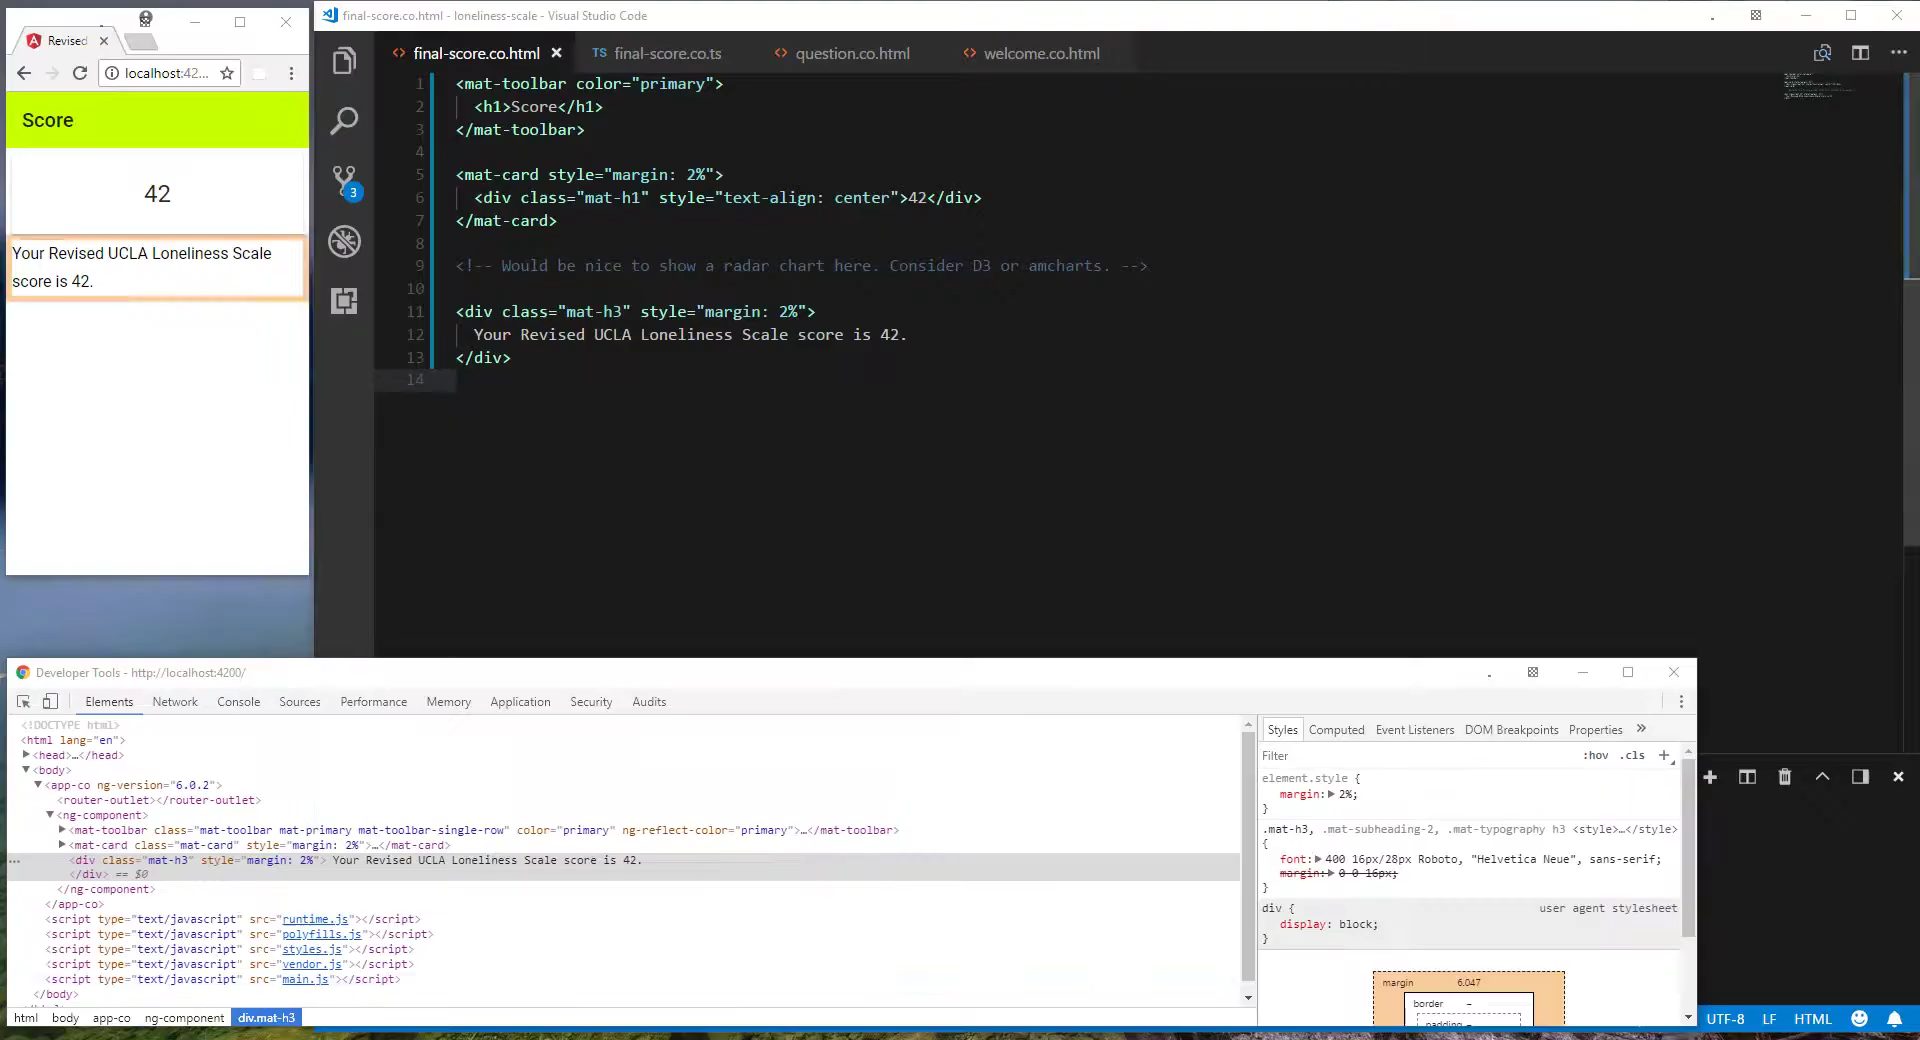 final-score.co.html - loneliness-scale - Visual Studio Code
Revised
localhost:42...
Score
42
Your Revised UCLA Loneliness Scale
score is 42.
final-score.co.html
TS final-score.co.ts
question.co.html
welcome.co.html
3
1 <mat-toolbar color="primary">
2 <h1>Score</h1>
3 </mat-toolbar>
4
5 <mat-card style="margin: 2%">
6 <div class="mat-h1" style="text-align: center">42</div>
7 </mat-card>
8
9 <!-- Would be nice to show a radar chart here. Consider D3 or amcharts. -->
10
11 <div class="mat-h3" style="margin: 2%">
12 Your Revised UCLA Loneliness Scale score is 42.
13 </div>
14
Developer Tools - http://localhost:4200/
Elements Network Console Sources Performance Memory Application Security Audits
<!DOCTYPE html>
<html lang="en">
<head>…</head>
<body>
<app-co ng-version="6.0.2">
<router-outlet></router-outlet>
<ng-component>
<mat-toolbar class="mat-toolbar mat-primary mat-toolbar-single-row" color="primary" ng-reflect-color="primary">…</mat-toolbar>
<mat-card class="mat-card" style="margin: 2%">…</mat-card>
<div class="mat-h3" style="margin: 2%"> Your Revised UCLA Loneliness Scale score is 42.
</div> == $0
</ng-component>
</app-co>
<script type="text/javascript" src="runtime.js"></script>
<script type="text/javascript" src="polyfills.js"></script>
<script type="text/javascript" src="styles.js"></script>
<script type="text/javascript" src="vendor.js"></script>
<script type="text/javascript" src="main.js"></script>
</body>
html body app-co ng-component div.mat-h3
Styles Computed Event Listeners DOM Breakpoints Properties »
Filter :hov .cls +
element.style {
margin: 2%;
}
.mat-h3, .mat-subheading-2, .mat-typography h3 <style>…</style>
{
font: 400 16px/28px Roboto, "Helvetica Neue", sans-serif;
margin: 0 0 16px;
}
div { user agent stylesheet
display: block;
}
margin 6.047
border -
padding -
UTF-8 LF HTML